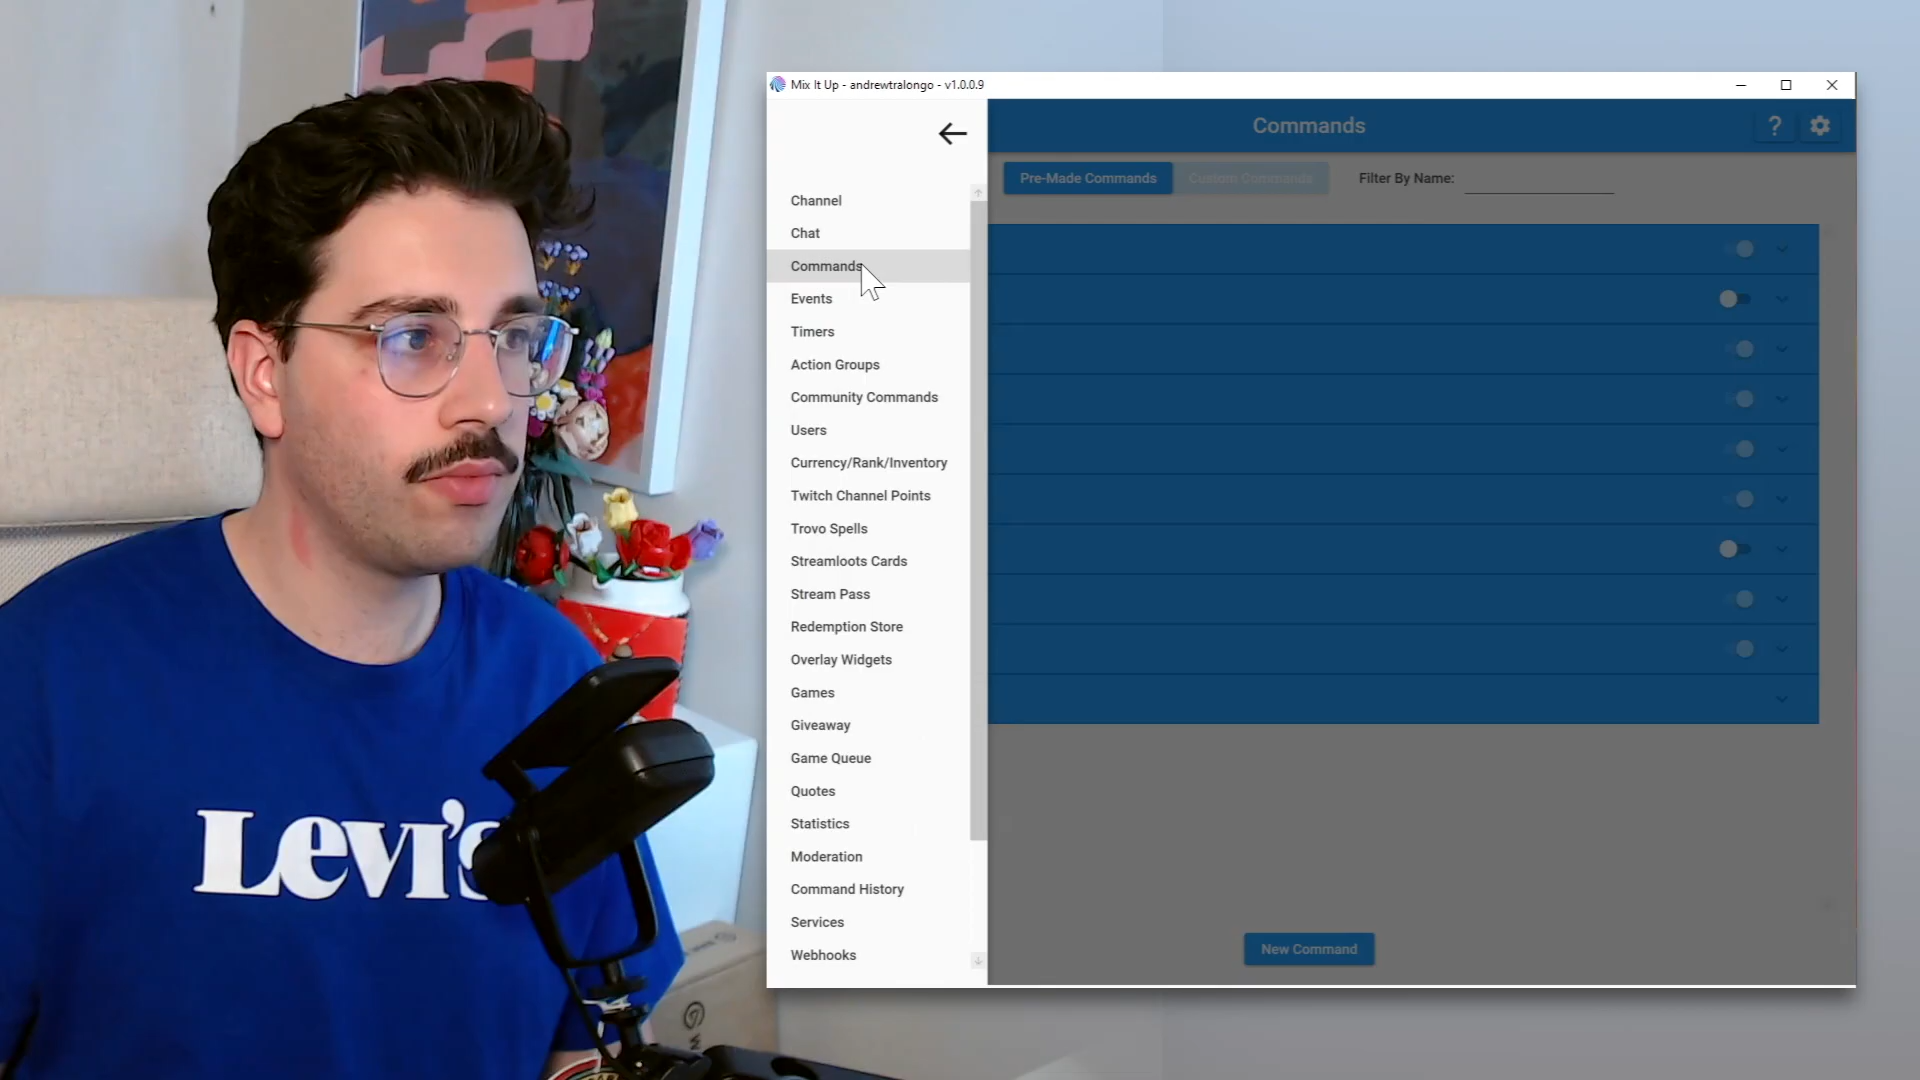 Mix It Up - andrewtralongo - v1.0.0.9
Commands
?
Pre-Made Commands
Custom Commands
Filter By Name:
Channel
Chat
Commands
Events
Timers
Action Groups
Community Commands
Users
Currency/Rank/Inventory
Twitch Channel Points
Trovo Spells
Streamloots Cards
Stream Pass
Redemption Store
Overlay Widgets
Games
Giveaway
Game Queue
Quotes
Statistics
Moderation
Command History
Services
Webhooks
New Command
Levi's